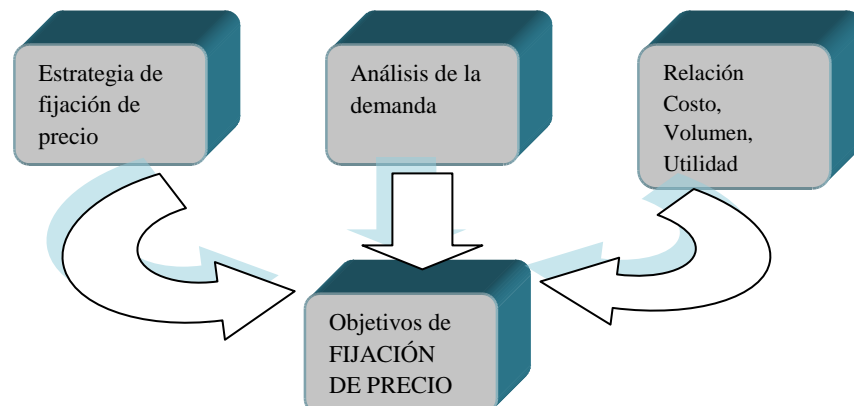 Estrategia de
fijación de
precio
Análisis de la
demanda
Relación
Costo,
Volumen,
Utilidad
Objetivos de
FIJACIÓN
DE PRECIO